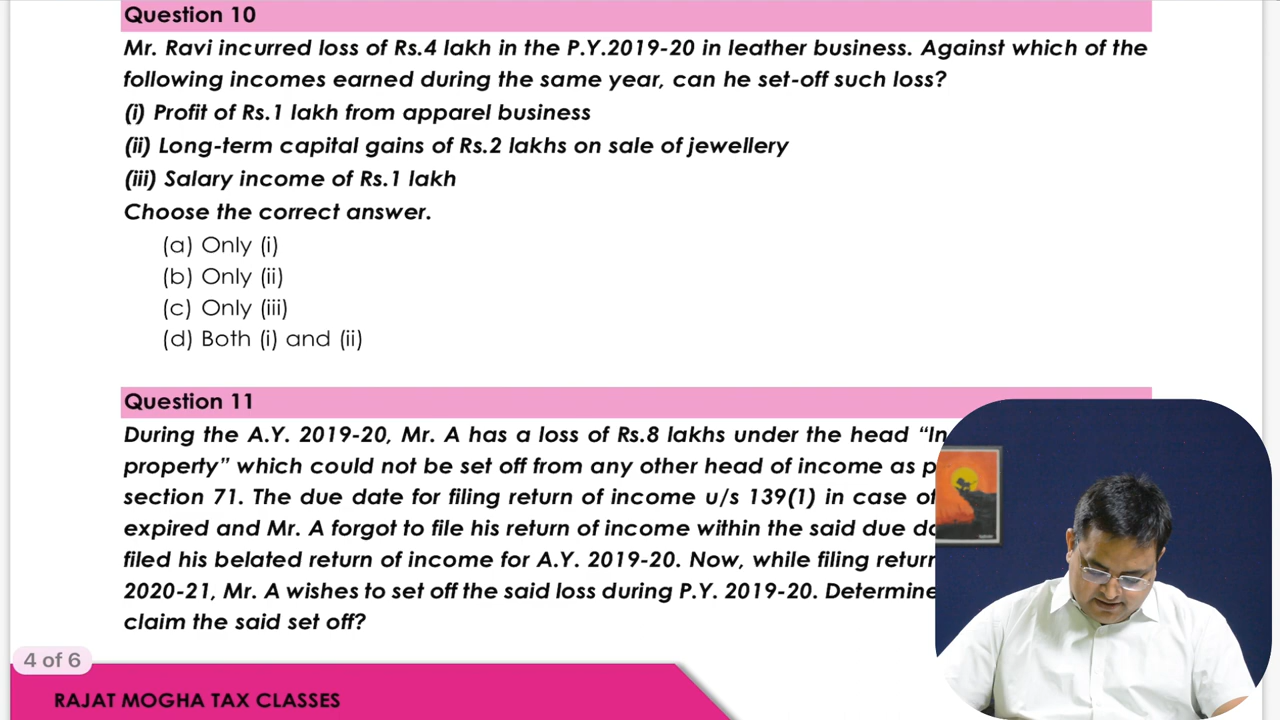 Question 10
Mr. Ravi incurred loss of Rs.4 lakh in the P.Y.2019-20 in leather business. Against which of the
following incomes earned during the same year, can he set-off such loss?
(i) Profit of Rs.1 lakh from apparel business
(ii) Long-term capital gains of Rs.2 lakhs on sale of jewellery
(iii) Salary income of Rs.1 lakh
Choose the correct answer.
(a) Only (i)
(b) Only (ii)
(c) Only (iii)
(d) Both (i) and (ii)
Question 11
During the A.Y. 2019-20, Mr. A has a loss of Rs.8 lakhs under the head “In
property” which could not be set off from any other head of income as p
section 71. The due date for filing return of income u/s 139(1) in case of
expired and Mr. A forgot to file his return of income within the said due da
filed his belated return of income for A.Y. 2019-20. Now, while filing return
2020-21, Mr. A wishes to set off the said loss during P.Y. 2019-20. Determine
claim the said set off?
4 of 6
RAJAT MOGHA TAX CLASSES